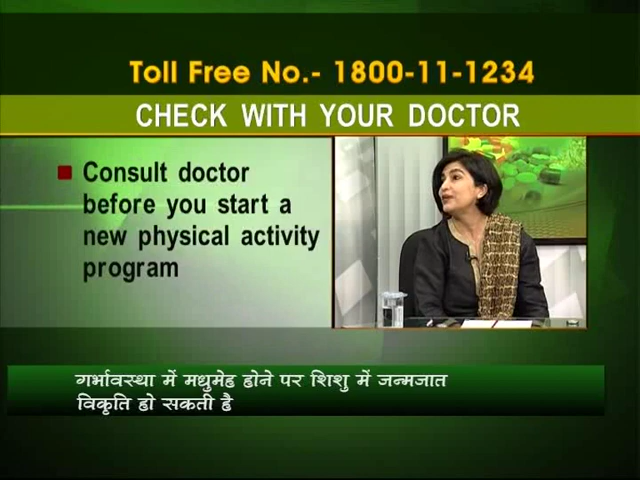 Toll Free No.- 1800-11-1234
CHECK WITH YOUR DOCTOR
Consult doctor
before you start a
new physical activity
program
गर्भावस्था में मधुमेह होने पर शिशु में जन्मजात
विकृति हो सकती है